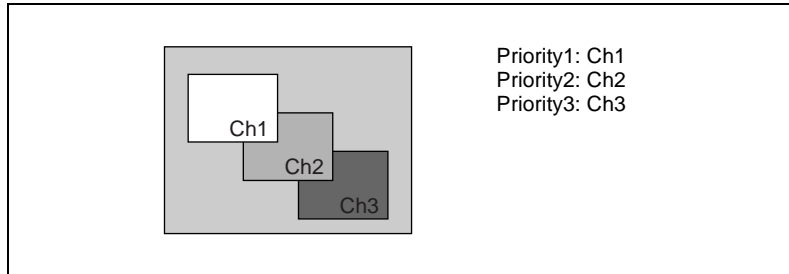 Ch1
Ch2
Ch3
Priority1: Ch1
Priority2: Ch2
Priority3: Ch3